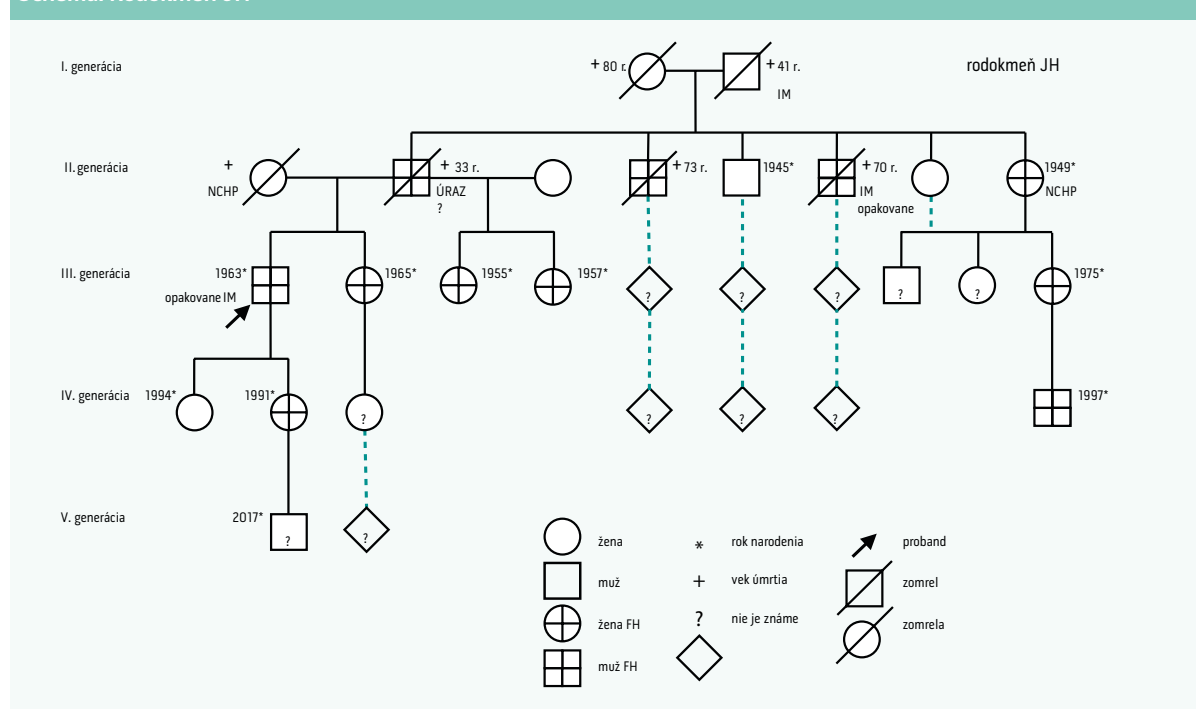 I. generácia
+ 80 r.
+ 41 r.
IM
rodokmeň JH
II. generácia
+
NCHP
+ 33 r.
ÚRAZ
?
+ 73 r.
1945*
+ 70 r.
IM
opakovane
1949*
NCHP
III. generácia
1963*
opakovane IM
1965*
1955*
1957*
?
?
?
?
?
1975*
IV. generácia
1994*
1991*
?
?
?
?
1997*
V. generácia
2017*
?
?
žena
muž
žena FH
muž FH
* rok narodenia
+ vek úmrtia
? nie je známe
proband
zomrel
zomrela